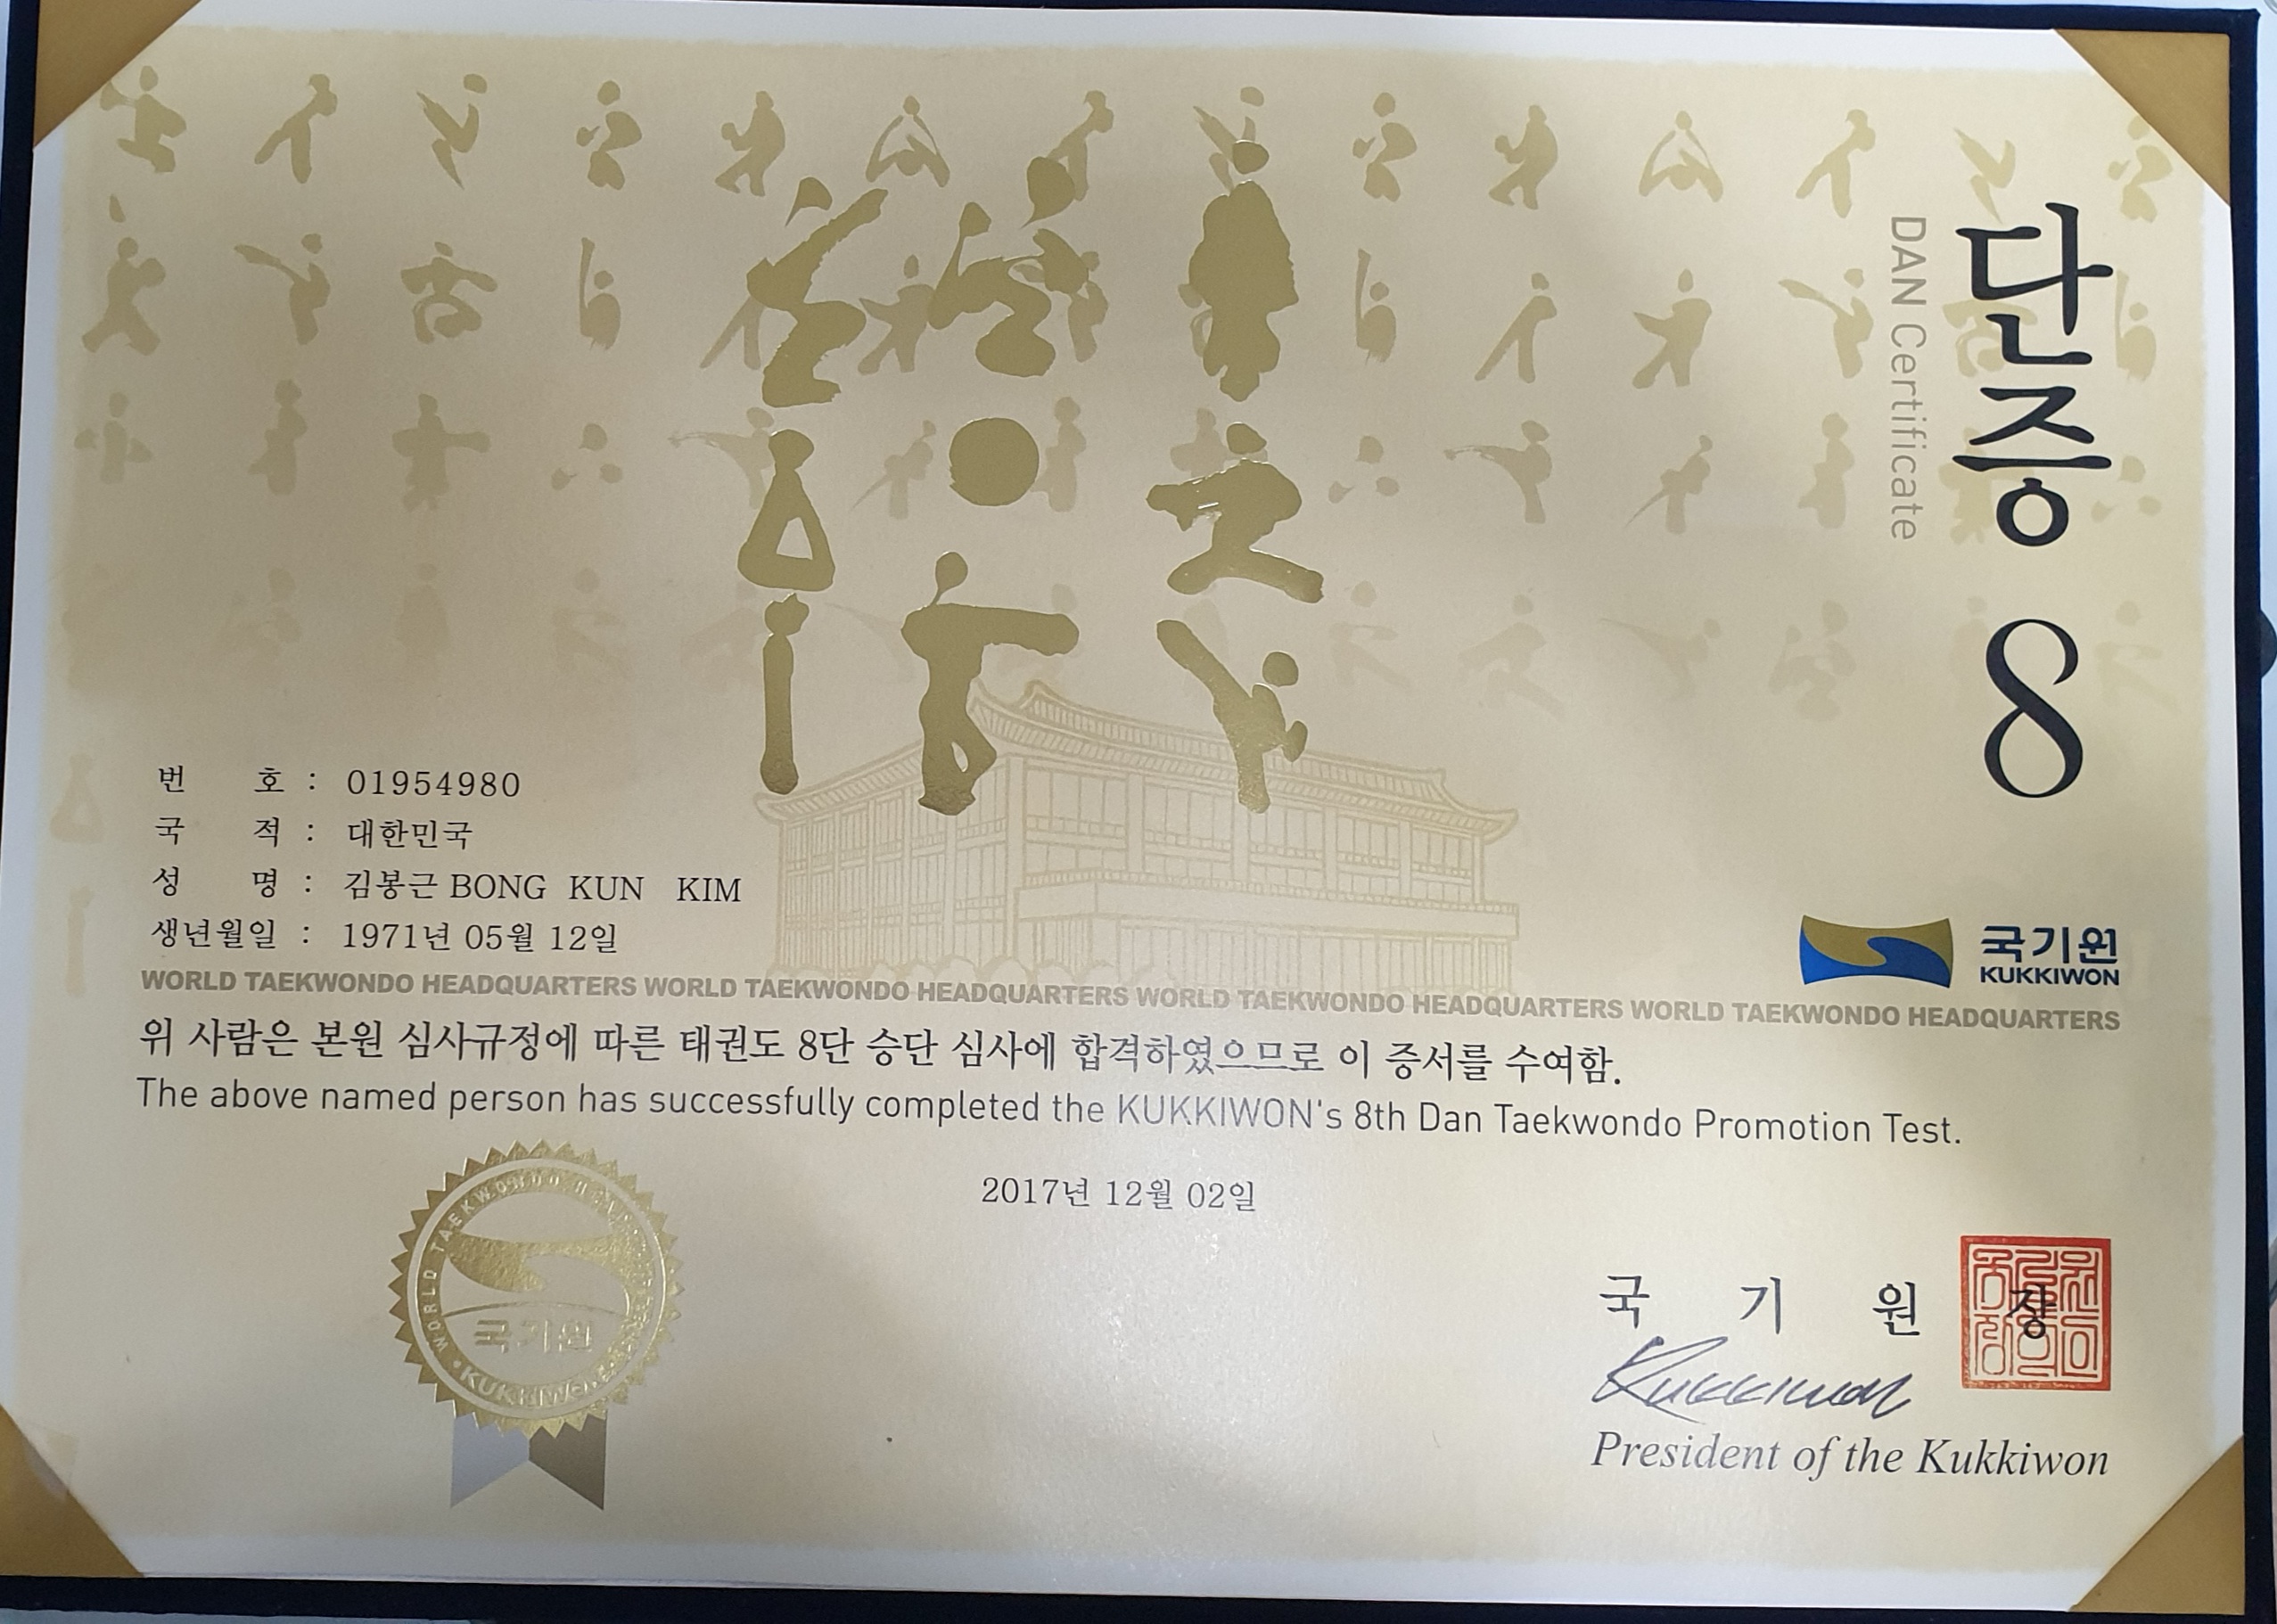 단증 8
DAN Certificate
번 호 : 01954980
국 적 : 대한민국
성 명 : 김봉근 BONG KUN KIM
생년월일 : 1971년 05월 12일
국기원
KUKKIWON
WORLD TAEKWONDO HEADQUARTERS WORLD TAEKWONDO HEADQUARTERS WORLD TAEKWONDO HEADQUARTERS WORLD TAEKWONDO HEADQUARTERS
위 사람은 본원 심사규정에 따른 태권도 8단 승단 심사에 합격하였으므로 이 증서를 수여함.
The above named person has successfully completed the KUKKIWON's 8th Dan Taekwondo Promotion Test.
2017년 12월 02일
WORLD TAEKWONDO
국기원
KUKKIWON
국 기 원 장
Kukkiwon
President of the Kukkiwon